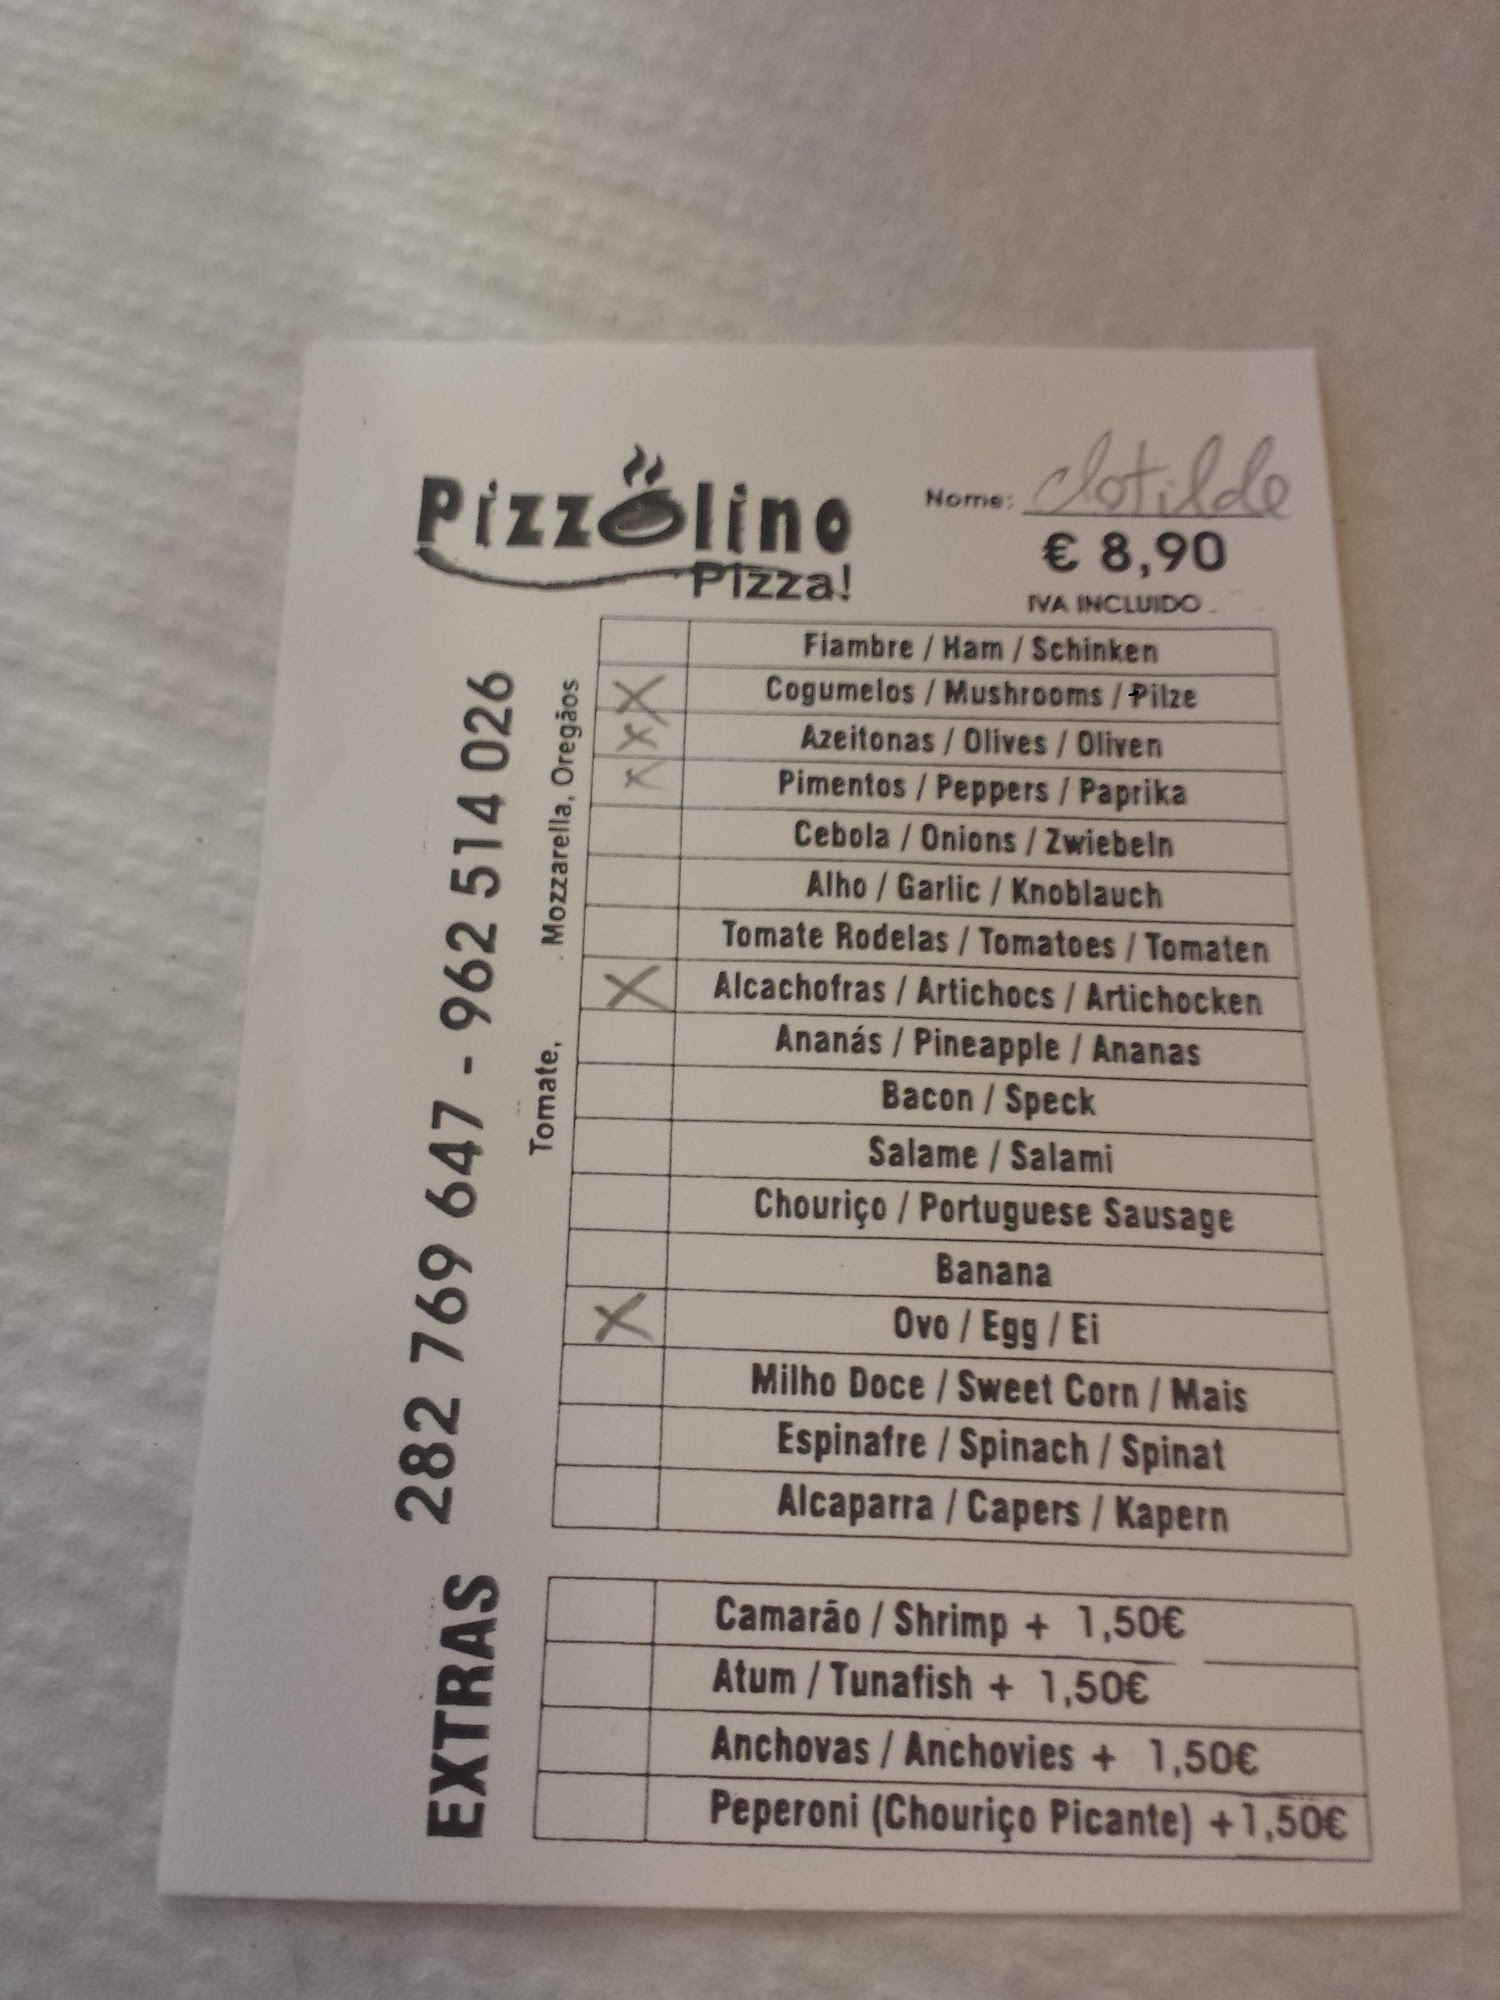 Pizzolino
Pizza!
Nome: Clotilde
€ 8,90
IVA INCLUIDO
282 769 647 - 962 514 026
Tomate, Mozzarella, Oregãos
Fiambre / Ham / Schinken
X Cogumelos / Mushrooms / Pilze
X Azeitonas / Olives / Oliven
X Pimentos / Peppers / Paprika
Cebola / Onions / Zwiebeln
Alho / Garlic / Knoblauch
Tomate Rodelas / Tomatoes / Tomaten
X Alcachofras / Artichocs / Artichocken
Ananás / Pineapple / Ananas
Bacon / Speck
Salame / Salami
Chouriço / Portuguese Sausage
Banana
X Ovo / Egg / Ei
Milho Doce / Sweet Corn / Mais
Espinafre / Spinach / Spinat
Alcaparra / Capers / Kapern
EXTRAS
Camarão / Shrimp + 1,50€
Atum / Tunafish + 1,50€
Anchovas / Anchovies + 1,50€
Peperoni (Chouriço Picante) +1,50€